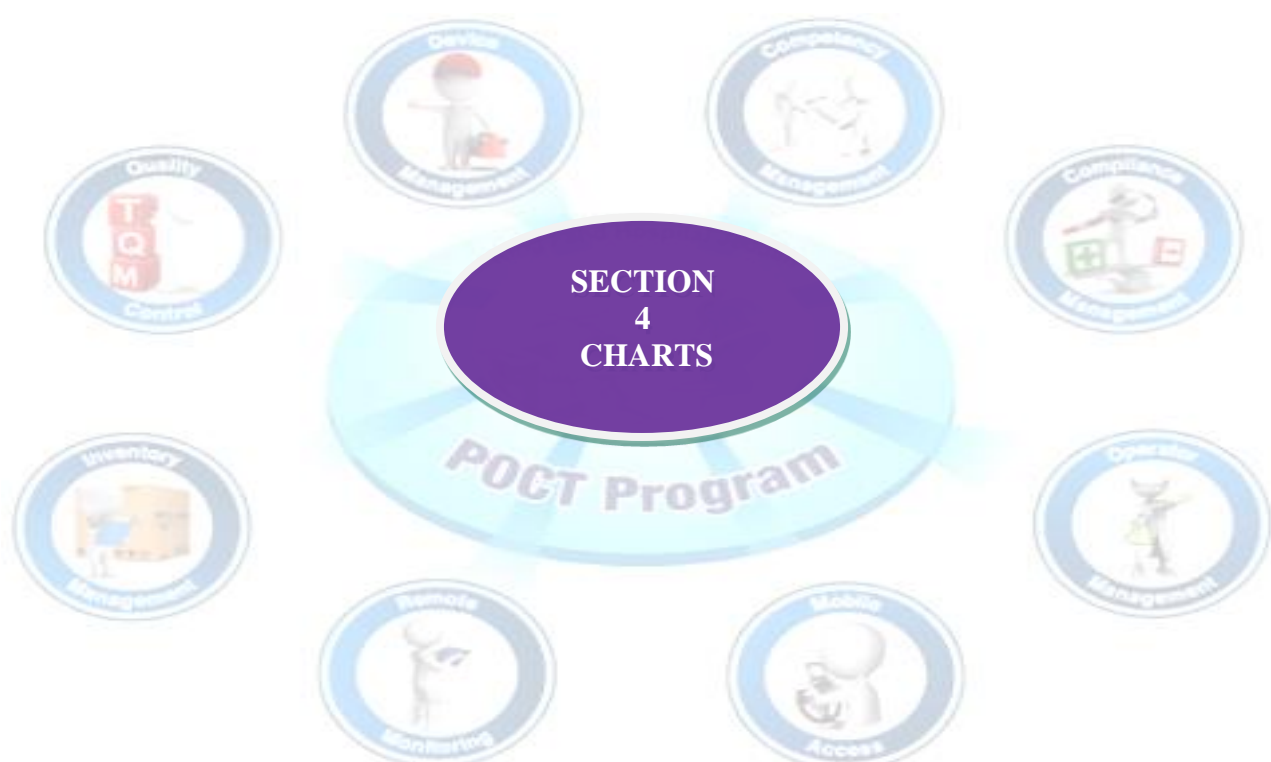 Device
Management
Competency
Management
Quality
TQM
Control
Compliance
Management
SECTION
4
CHARTS
POCT Program
Inventory
Management
Operator
Management
Remote
Monitoring
Mobile
Access